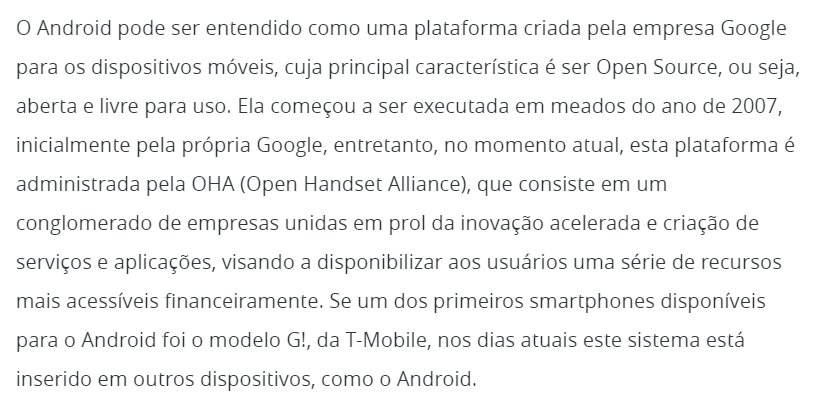 O Android pode ser entendido como uma plataforma criada pela empresa Google
para os dispositivos móveis, cuja principal característica é ser Open Source, ou seja,
aberta e livre para uso. Ela começou a ser executada em meados do ano de 2007,
inicialmente pela própria Google, entretanto, no momento atual, esta plataforma é
administrada pela OHA (Open Handset Alliance), que consiste em um
conglomerado de empresas unidas em prol da inovação acelerada e criação de
serviços e aplicações, visando a disponibilizar aos usuários uma série de recursos
mais acessíveis financeiramente. Se um dos primeiros smartphones disponíveis
para o Android foi o modelo G!, da T-Mobile, nos dias atuais este sistema está
inserido em outros dispositivos, como o Android.